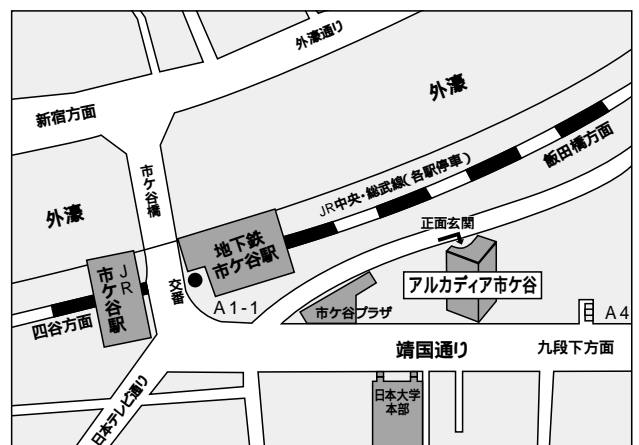 外濠通り
新宿方面
外濠
飯田橋方面
市ケ谷橋
JR中央・総武線(各駅停車)
外濠
正面玄関
地下鉄
市ケ谷駅
JR
市ケ谷駅
交番
アルカディア市ケ谷
A1-1
市ケ谷プラザ
A4
四谷方面
靖国通り
九段下方面
日本テレビ通り
日本大学
本部